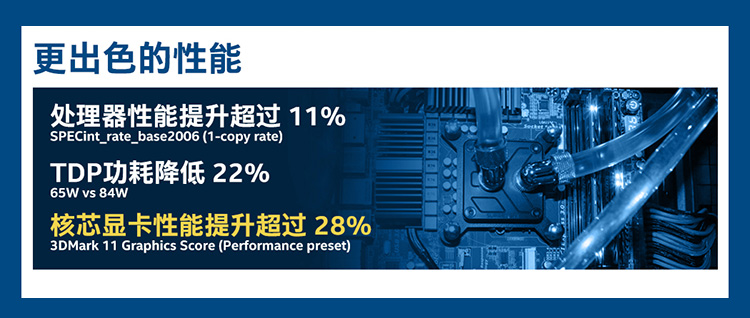 更出色的性能
处理器性能提升超过 11%
SPECint_rate_base2006 (1-copy rate)
TDP功耗降低 22%
65W vs 84W
核芯显卡性能提升超过 28%
3DMark 11 Graphics Score (Performance preset)